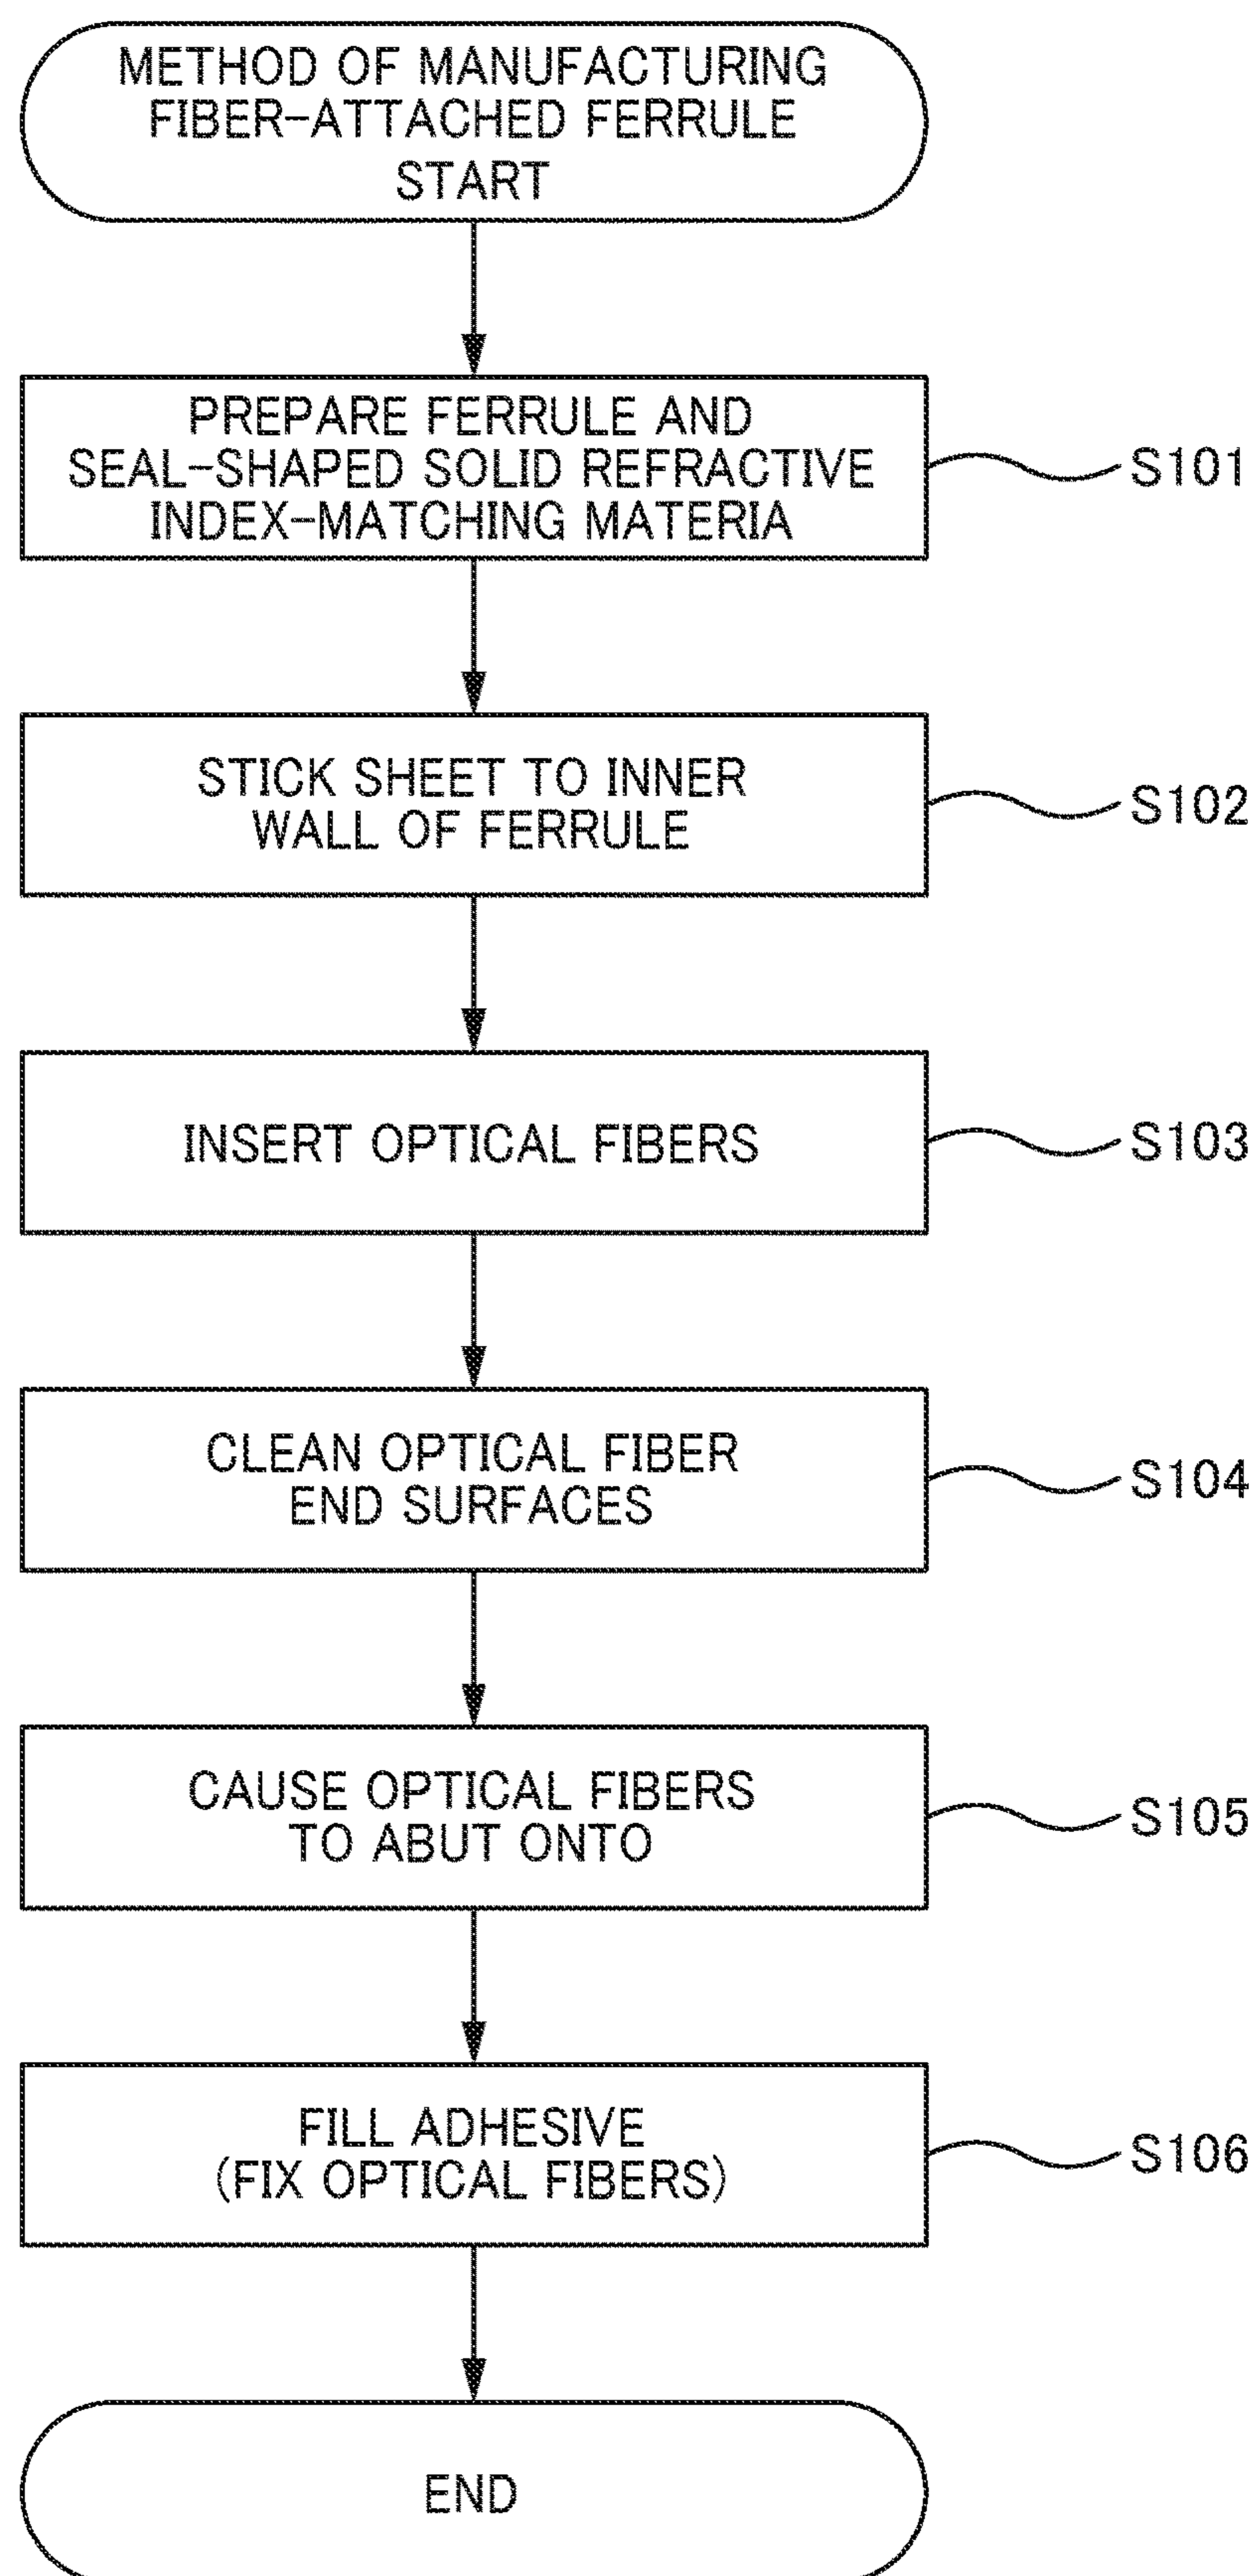 METHOD OF MANUFACTURING
FIBER-ATTACHED FERRULE
START
PREPARE FERRULE AND
SEAL-SHAPED SOLID REFRACTIVE
INDEX-MATCHING MATERIA
S101
STICK SHEET TO INNER
WALL OF FERRULE
S102
INSERT OPTICAL FIBERS
S103
CLEAN OPTICAL FIBER
END SURFACES
S104
CAUSE OPTICAL FIBERS
TO ABUT ONTO
S105
FILL ADHESIVE
(FIX OPTICAL FIBERS)
S106
END